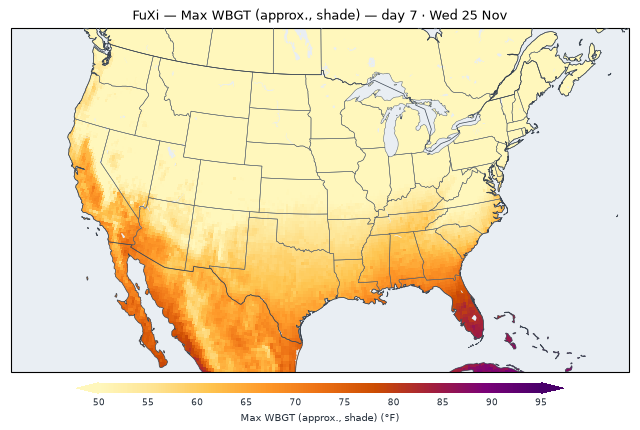 FuXi — Max WBGT (approx., shade) — day 7 · Wed 25 Nov
50 55 60 65 70 75 80 85 90 95
Max WBGT (approx., shade) (°F)